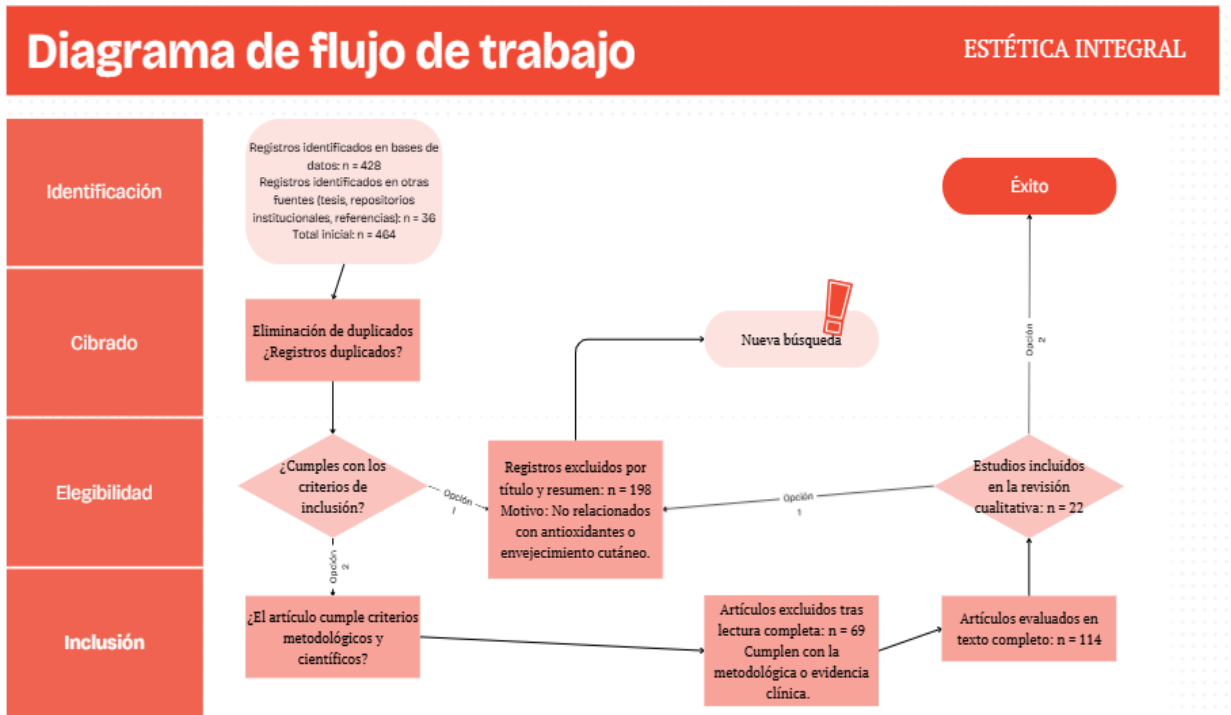 Diagrama de flujo de trabajo
ESTÉTICA INTEGRAL
Identificación
Registros identificados en bases de
datos: n = 428
Registros identificados en otras
fuentes (tesis, repositorios
institucionales, referencias): n = 36
Total inicial: n = 464
Éxito
Cibrado
Eliminación de duplicados
¿Registros duplicados?
Nueva búsqueda
Opción
2
Elegibilidad
¿Cumples con los
criterios de
inclusión?
Opción
1
Registros excluidos por
título y resumen: n = 198
Motivo: No relacionados
con antioxidantes o
envejecimiento cutáneo.
Opción
1
Estudios incluidos
en la revisión
cualitativa: n = 22
Opción
2
Inclusión
¿El artículo cumple criterios
metodológicos y
científicos?
Artículos excluidos tras
lectura completa: n = 69
Cumplen con la
metodológica o evidencia
clínica.
Artículos evaluados en
texto completo: n = 114